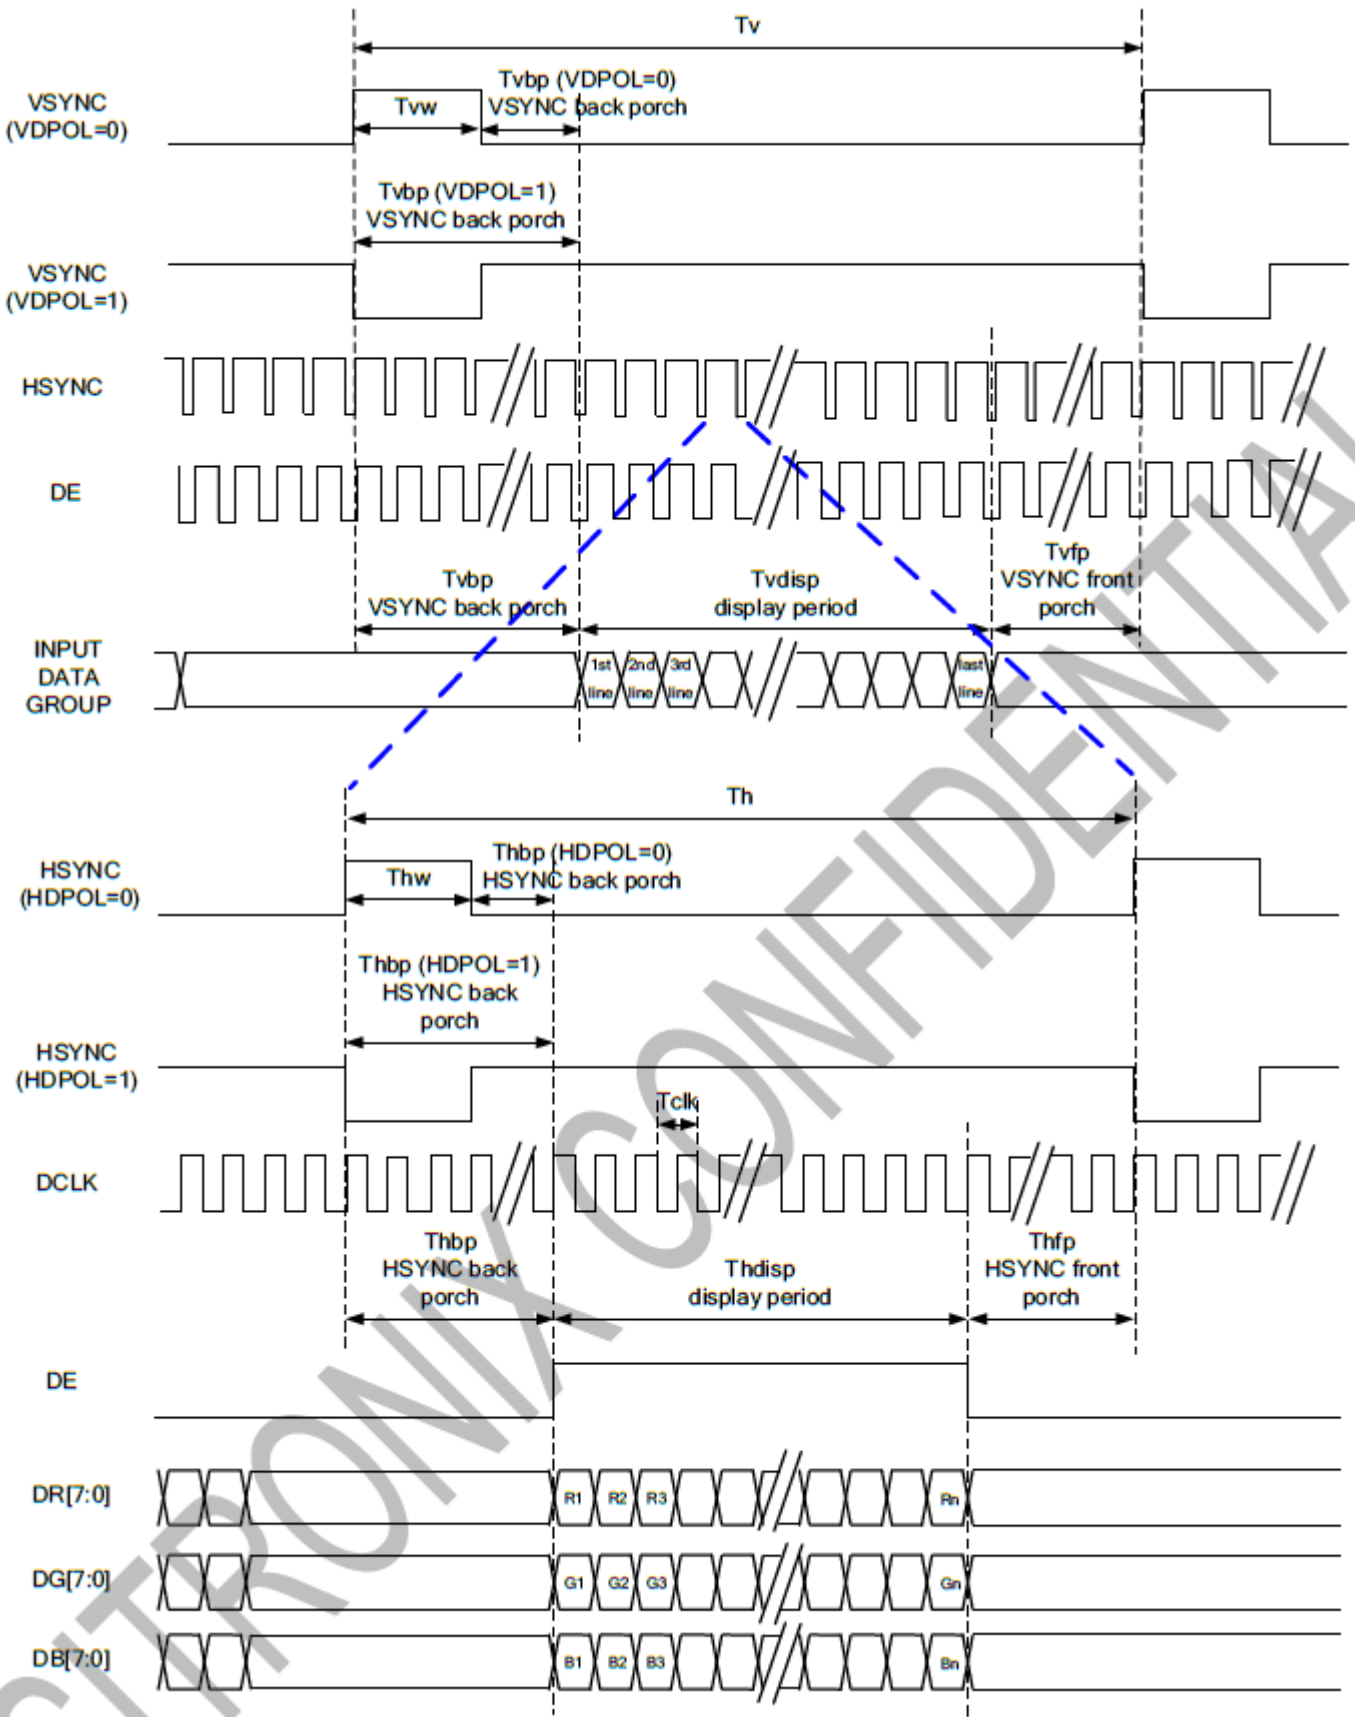 Tv
Tvbp (VDPOL=0)
VSYNC back porch
VSYNC
(VDPOL=0)
Tvw
Tvbp (VDPOL=1)
VSYNC back porch
VSYNC
(VDPOL=1)
HSYNC
DE
Tvbp
VSYNC back porch
Tvdisp
display period
Tvfp
VSYNC front
porch
INPUT
DATA
GROUP
1st
line
2nd
line
3rd
line
last
line
Th
Thbp (HDPOL=0)
HSYNC back porch
HSYNC
(HDPOL=0)
Thw
Thbp (HDPOL=1)
HSYNC back
porch
HSYNC
(HDPOL=1)
Tclk
DCLK
Thbp
HSYNC back
porch
Thdisp
display period
Thfp
HSYNC front
porch
DE
DR[7:0]
R1 R2 R3 Rn
DG[7:0]
G1 G2 G3 Gn
DB[7:0]
B1 B2 B3 Bn
CONFIDENTIAL